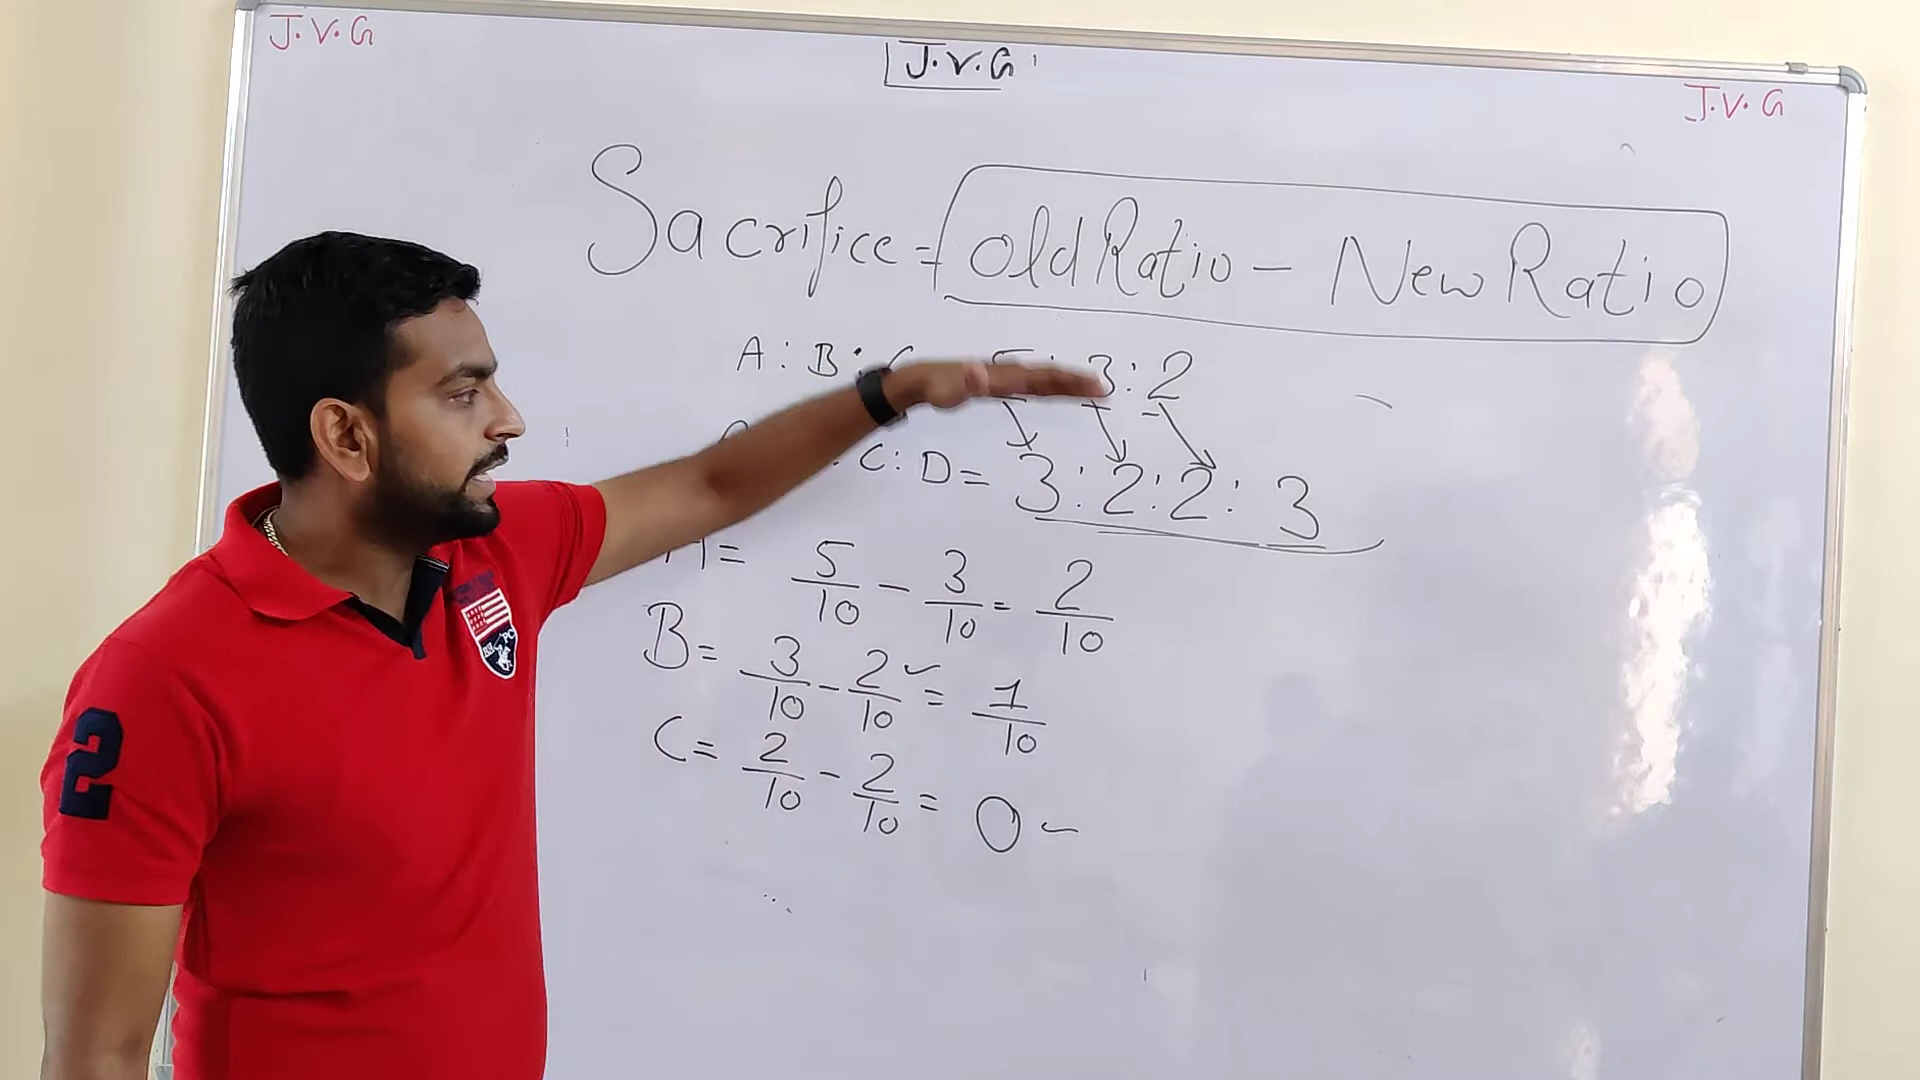 J.V.G
J.V.G
J.V.G
Sacrifice = Old Ratio - New Ratio
A : B : C 5 : 3 : 2
C : D = 3 : 2 : 2 : 3
A = 5/10 - 3/10 = 2/10
B = 3/10 - 2/10 = 1/10
C = 2/10 - 2/10 = 0
2